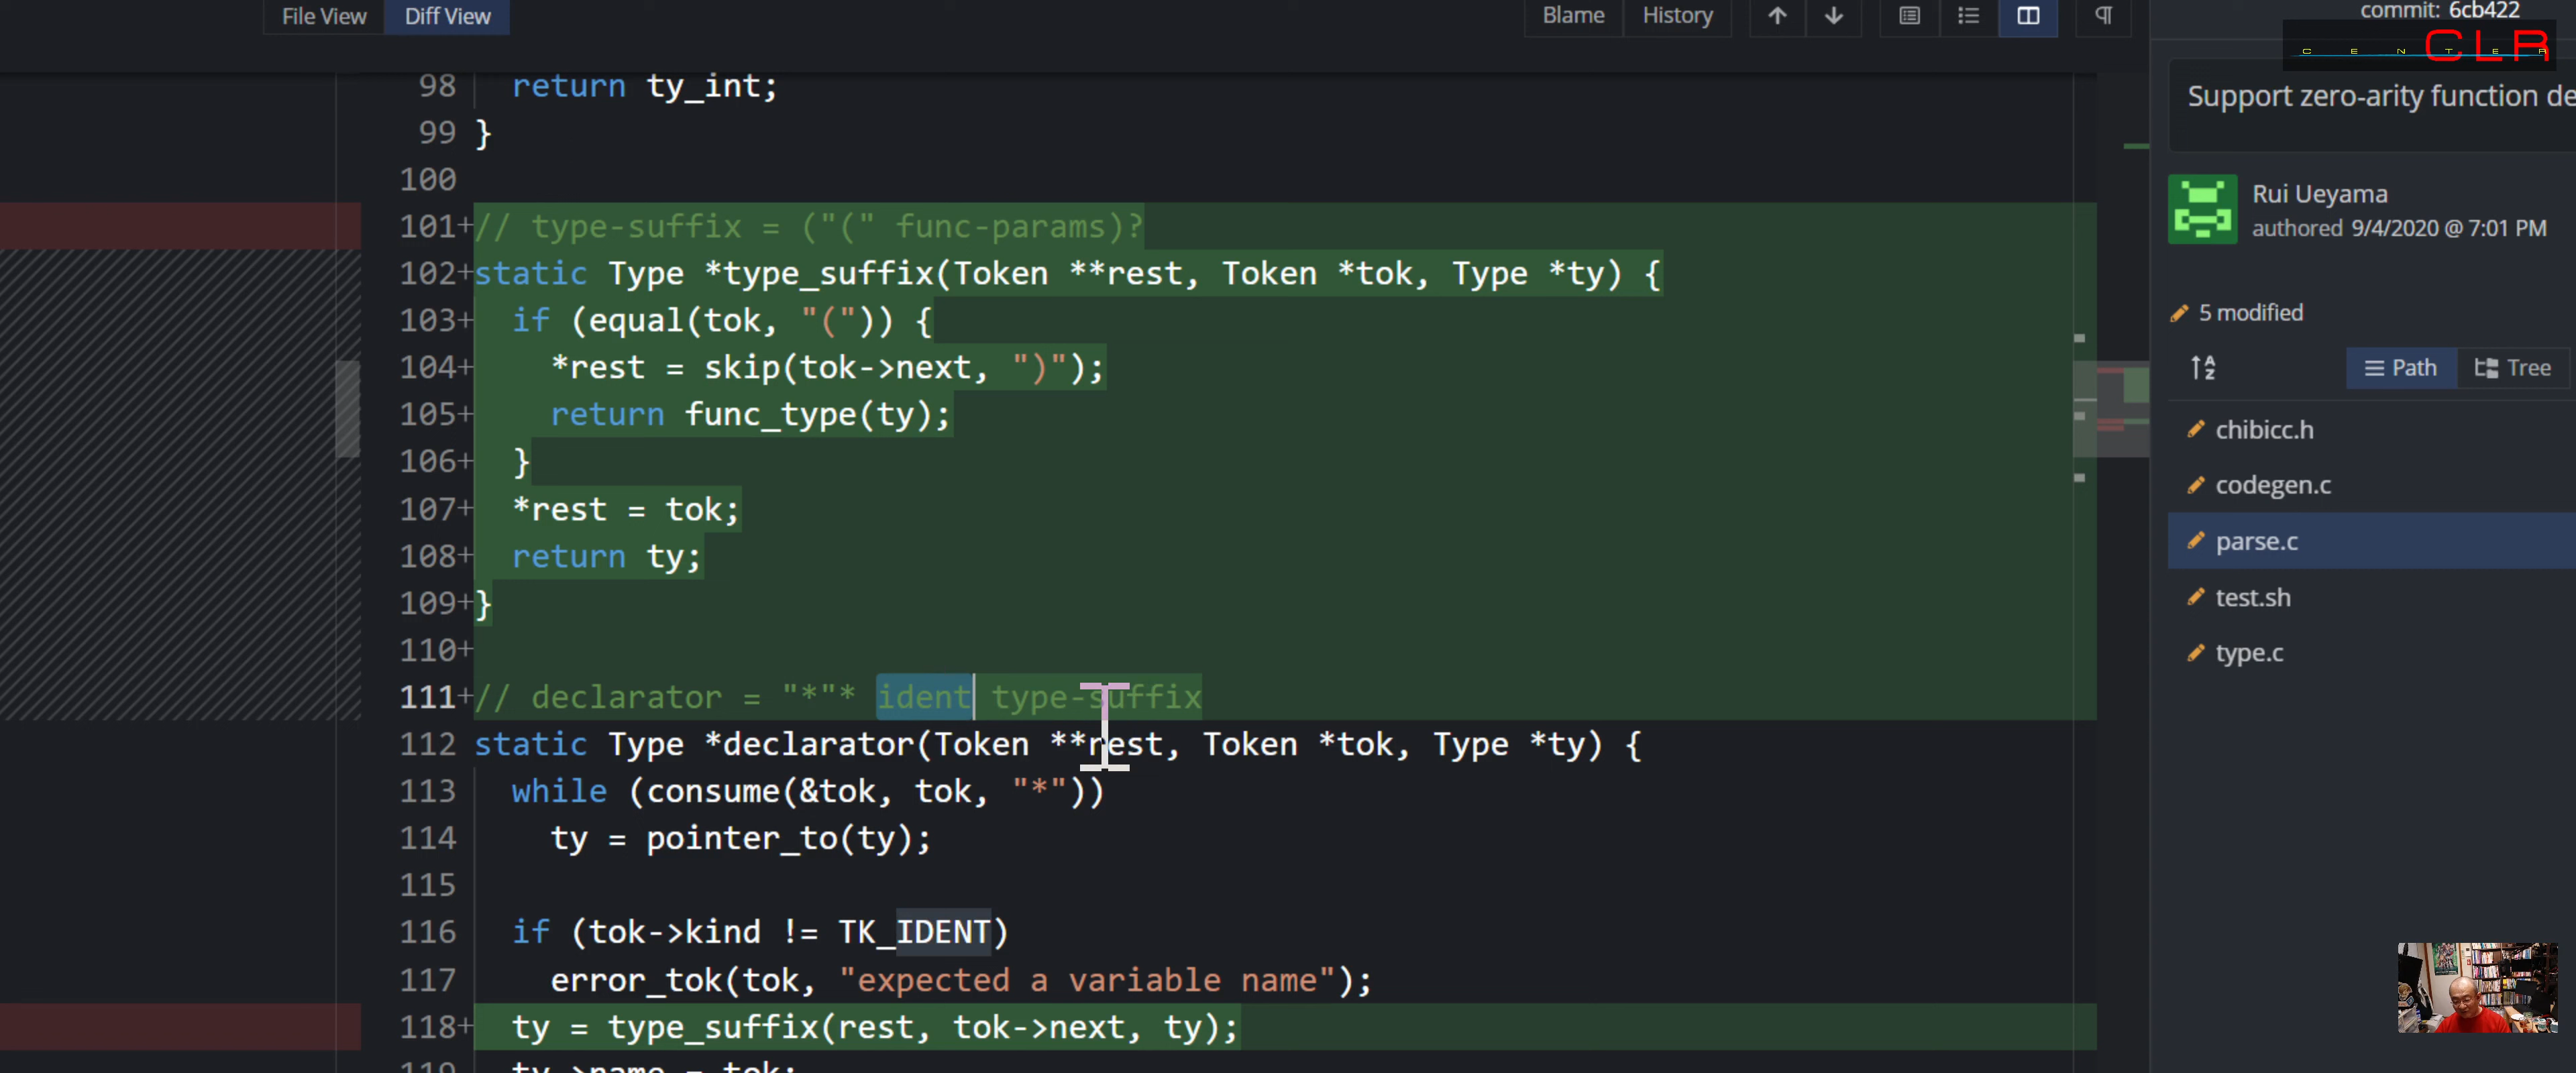 File View Diff View Blame History
commit: 6cb422
C E N T E R CLR
98 return ty_int;
99 }
100
101+ // type-suffix = ("(" func-params)?
102+ static Type *type_suffix(Token **rest, Token *tok, Type *ty) {
103+ if (equal(tok, "(")) {
104+ *rest = skip(tok->next, ")");
105+ return func_type(ty);
106+ }
107+ *rest = tok;
108+ return ty;
109+ }
110+
111+ // declarator = "*"* ident type-suffix
112 static Type *declarator(Token **rest, Token *tok, Type *ty) {
113 while (consume(&tok, tok, "*"))
114 ty = pointer_to(ty);
115
116 if (tok->kind != TK_IDENT)
117 error_tok(tok, "expected a variable name");
118+ ty = type_suffix(rest, tok->next, ty);
119 ty->name = tok;
Support zero-arity function de
Rui Ueyama
authored 9/4/2020 @ 7:01 PM
5 modified
Path Tree
chibicc.h
codegen.c
parse.c
test.sh
type.c